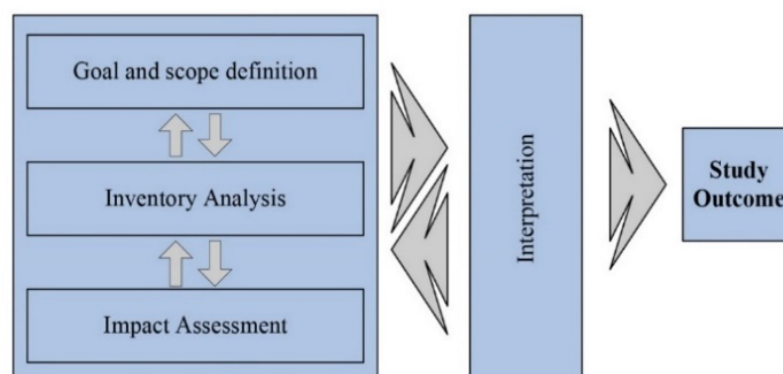 Goal and scope definition
Inventory Analysis
Impact Assessment
Interpretation
Study
Outcome